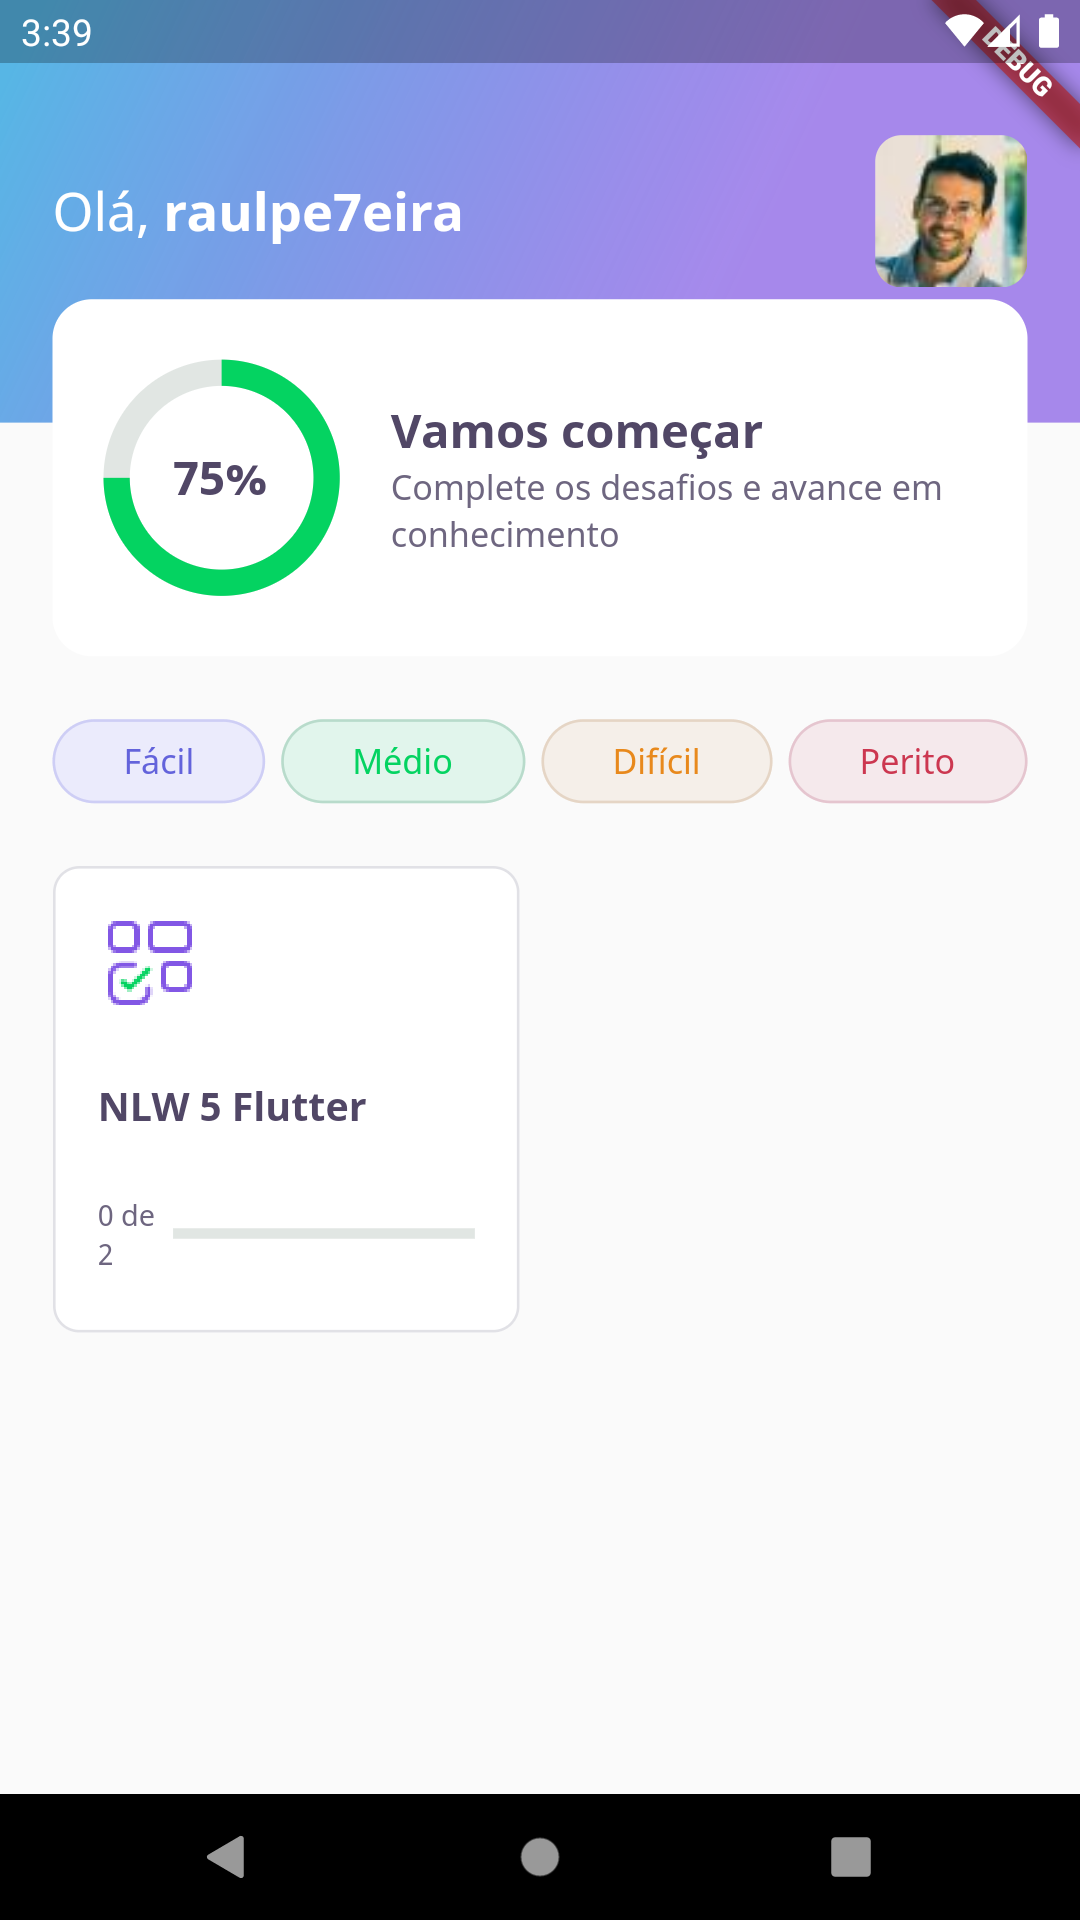 3:39
DEBUG
Olá, raulpe7eira
75%
Vamos começar
Complete os desafios e avance em
conhecimento
Fácil
Médio
Difícil
Perito
NLW 5 Flutter
0 de
2